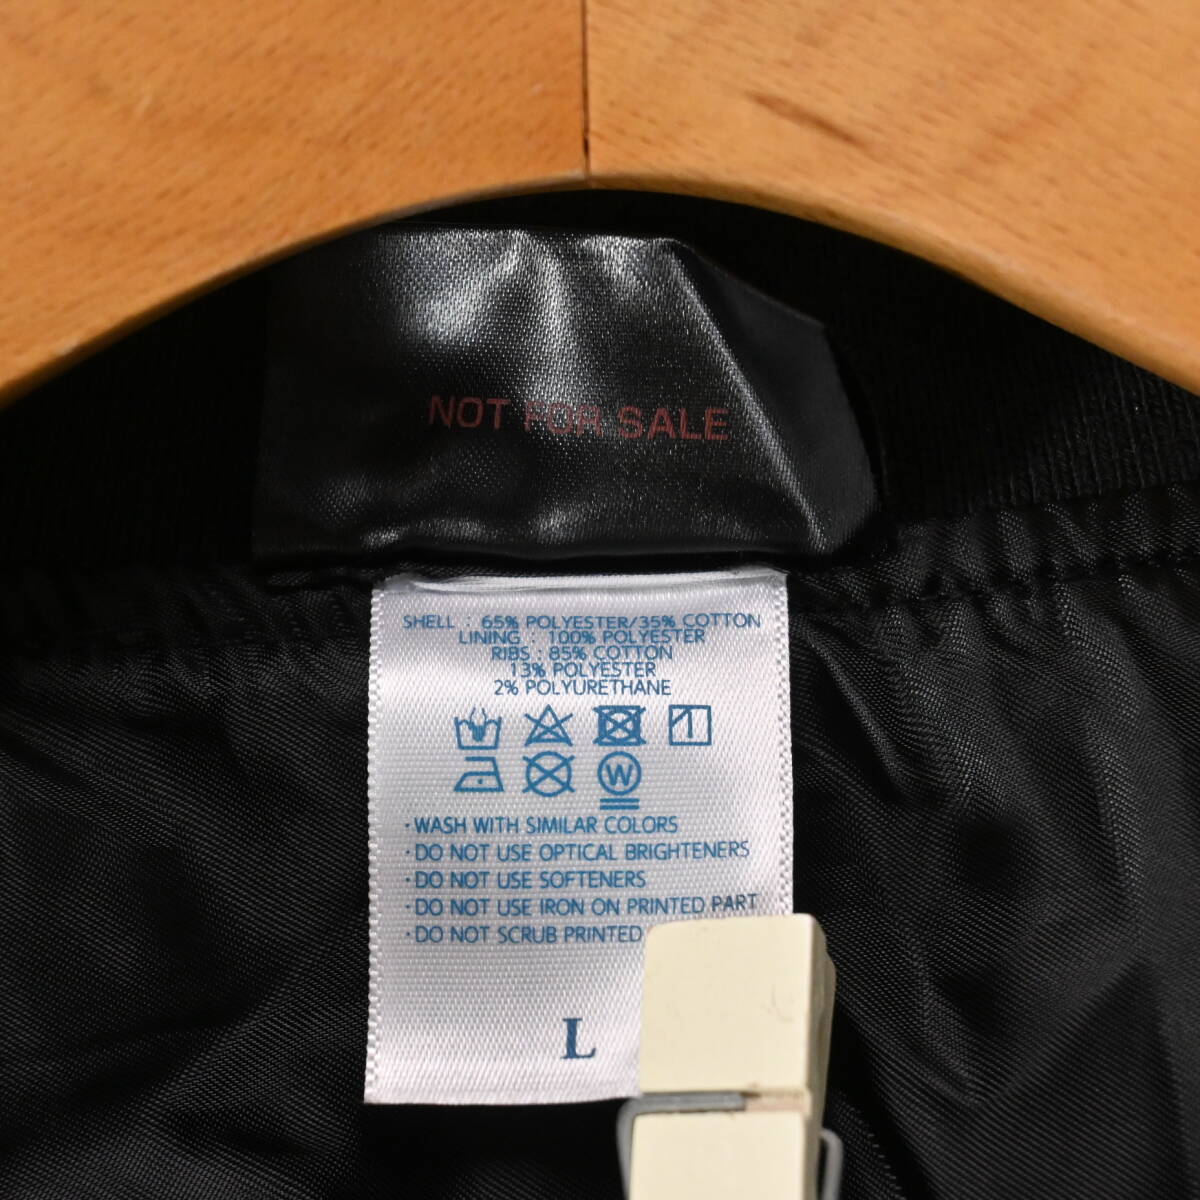 NOT FOR SALE
SHELL : 65% POLYESTER/35% COTTON
LINING : 100% POLYESTER
RIBS : 85% COTTON
13% POLYESTER
2% POLYURETHANE
W
· WASH WITH SIMILAR COLORS
· DO NOT USE OPTICAL BRIGHTENERS
· DO NOT USE SOFTENERS
· DO NOT USE IRON ON PRINTED PART
· DO NOT SCRUB PRINTED
L